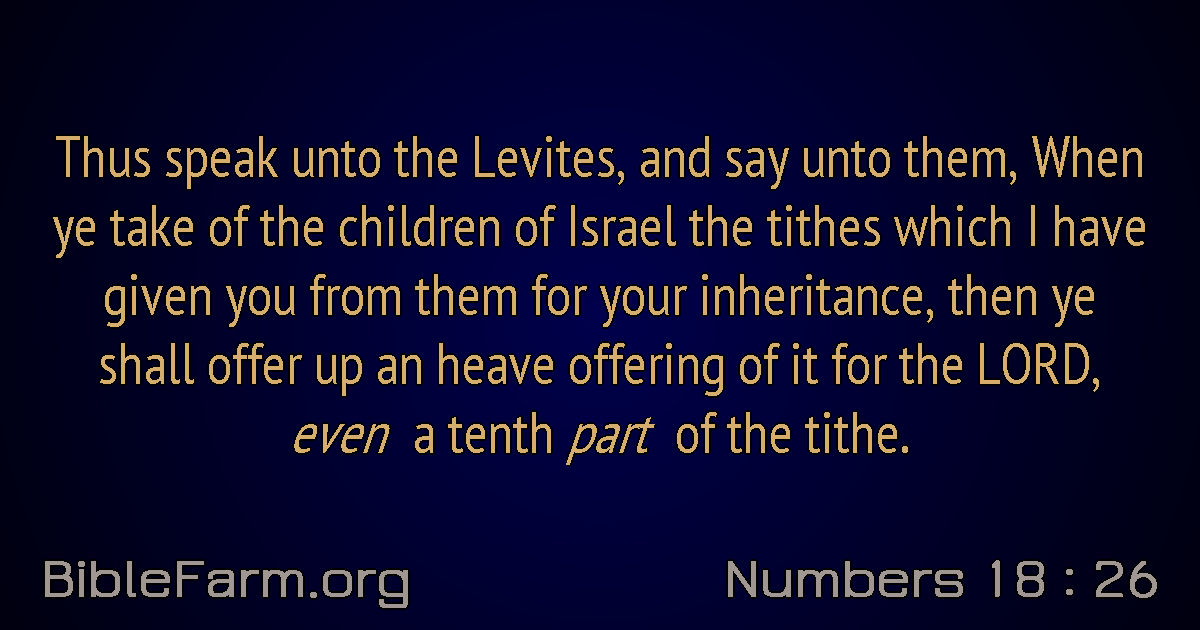 Thus speak unto the Levites, and say unto them, When
ye take of the children of Israel the tithes which I have
given you from them for your inheritance, then ye
shall offer up an heave offering of it for the LORD,
even a tenth part of the tithe.
BibleFarm.org
Numbers 18 : 26